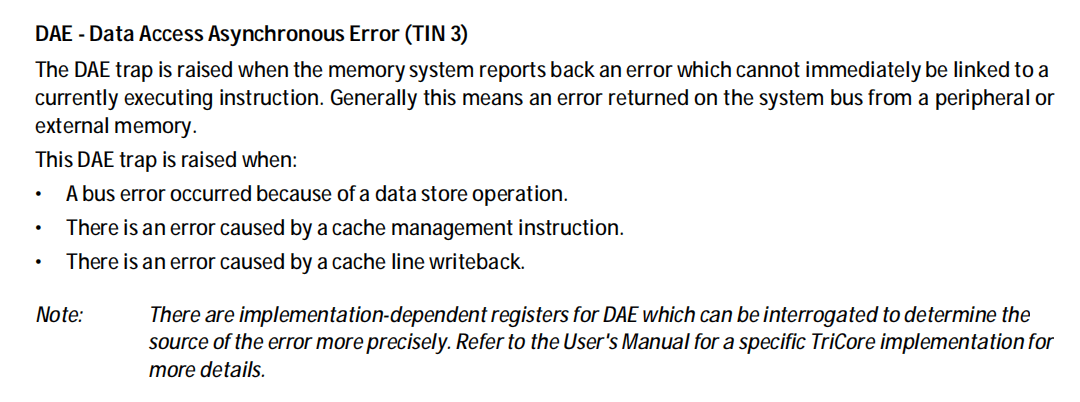 DAE - Data Access Asynchronous Error (TIN 3)
The DAE trap is raised when the memory system reports back an error which cannot immediately be linked to a
currently executing instruction. Generally this means an error returned on the system bus from a peripheral or
external memory.
This DAE trap is raised when:
• A bus error occurred because of a data store operation.
• There is an error caused by a cache management instruction.
• There is an error caused by a cache line writeback.
Note: There are implementation-dependent registers for DAE which can be interrogated to determine the
source of the error more precisely. Refer to the User's Manual for a specific TriCore implementation for
more details.